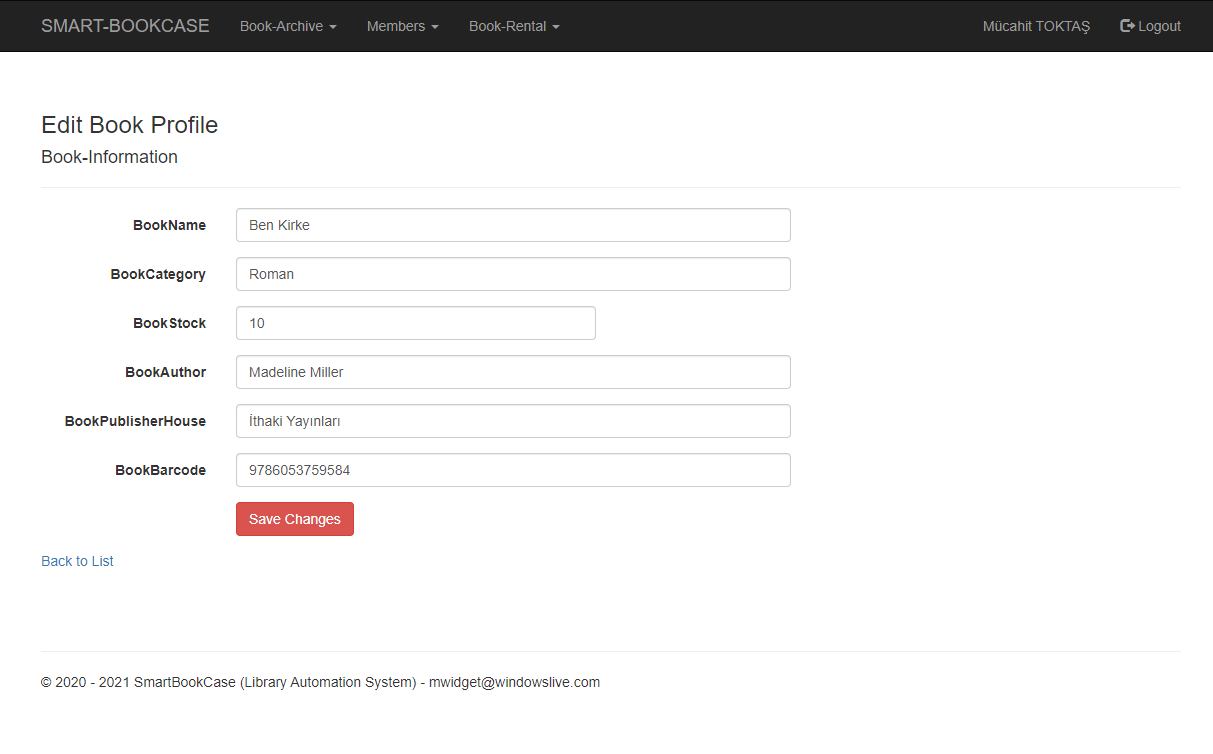 SMART-BOOKCASE Book-Archive Members Book-Rental Mücahit TOKTAŞ Logout
Edit Book Profile
Book-Information
BookName Ben Kirke
BookCategory Roman
BookStock 10
BookAuthor Madeline Miller
BookPublisherHouse İthaki Yayınları
BookBarcode 9786053759584
Save Changes
Back to List
© 2020 - 2021 SmartBookCase (Library Automation System) - mwidget@windowslive.com